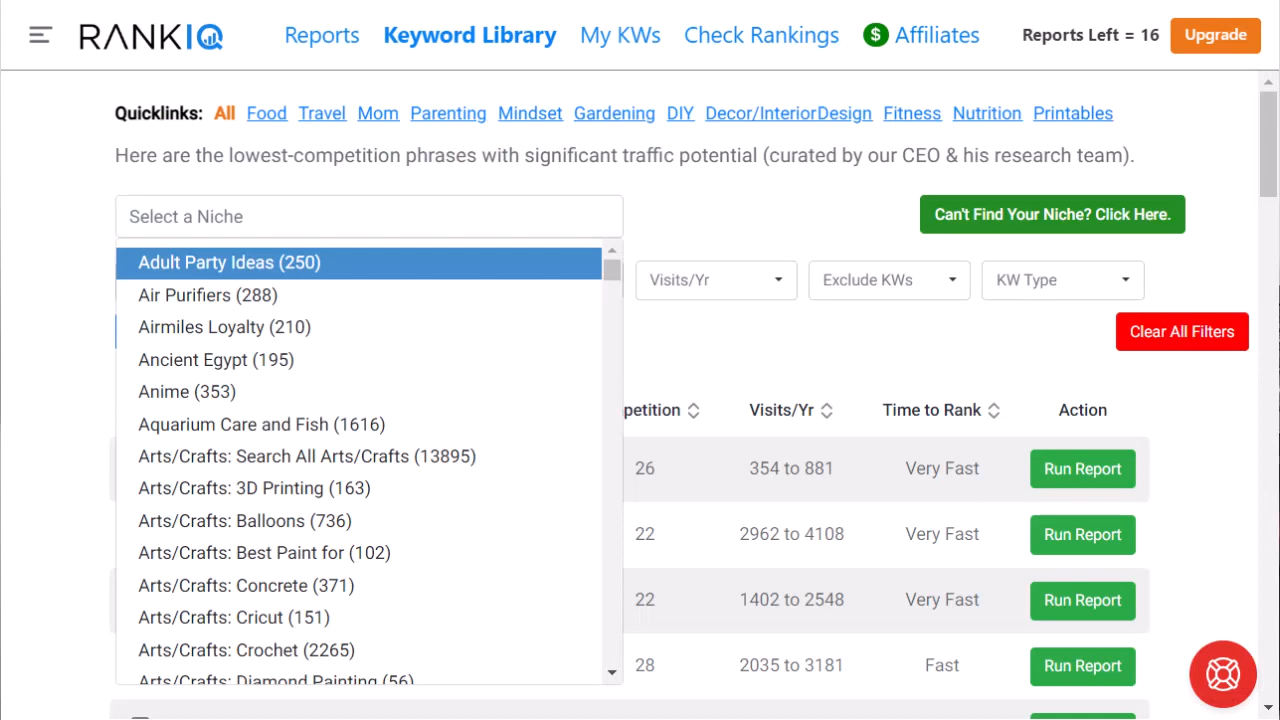 RANKIQ Reports Keyword Library My KWs Check Rankings $ Affiliates Reports Left = 16 Upgrade
Quicklinks: All Food Travel Mom Parenting Mindset Gardening DIY Decor/InteriorDesign Fitness Nutrition Printables
Here are the lowest-competition phrases with significant traffic potential (curated by our CEO & his research team).
Select a Niche Can't Find Your Niche? Click Here.
Adult Party Ideas (250)
Visits/Yr Exclude KWs KW Type
Air Purifiers (288)
Airmiles Loyalty (210)
Clear All Filters
Ancient Egypt (195)
Anime (353)
petition Visits/Yr Time to Rank Action
Aquarium Care and Fish (1616)
Arts/Crafts: Search All Arts/Crafts (13895)
26 354 to 881 Very Fast Run Report
Arts/Crafts: 3D Printing (163)
Arts/Crafts: Balloons (736)
22 2962 to 4108 Very Fast Run Report
Arts/Crafts: Best Paint for (102)
Arts/Crafts: Concrete (371)
22 1402 to 2548 Very Fast Run Report
Arts/Crafts: Cricut (151)
Arts/Crafts: Crochet (2265)
28 2035 to 3181 Fast Run Report
Arts/Crafts: Diamond Painting (56)